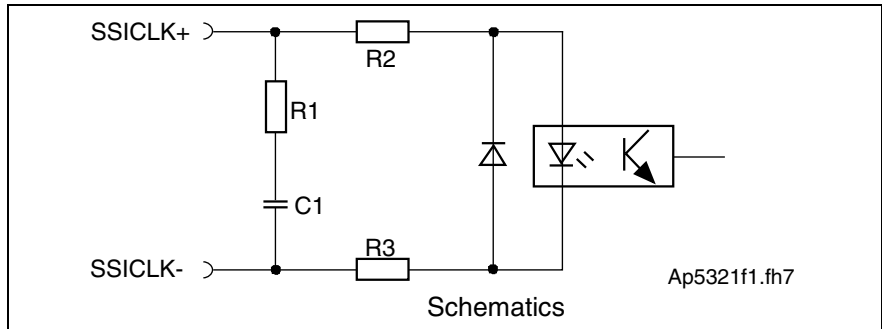 SSICLK+
R2
R1
C1
R3
SSICLK-
Ap5321f1.fh7
Schematics